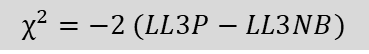 χ² = −2 (LL3P − LL3NB)